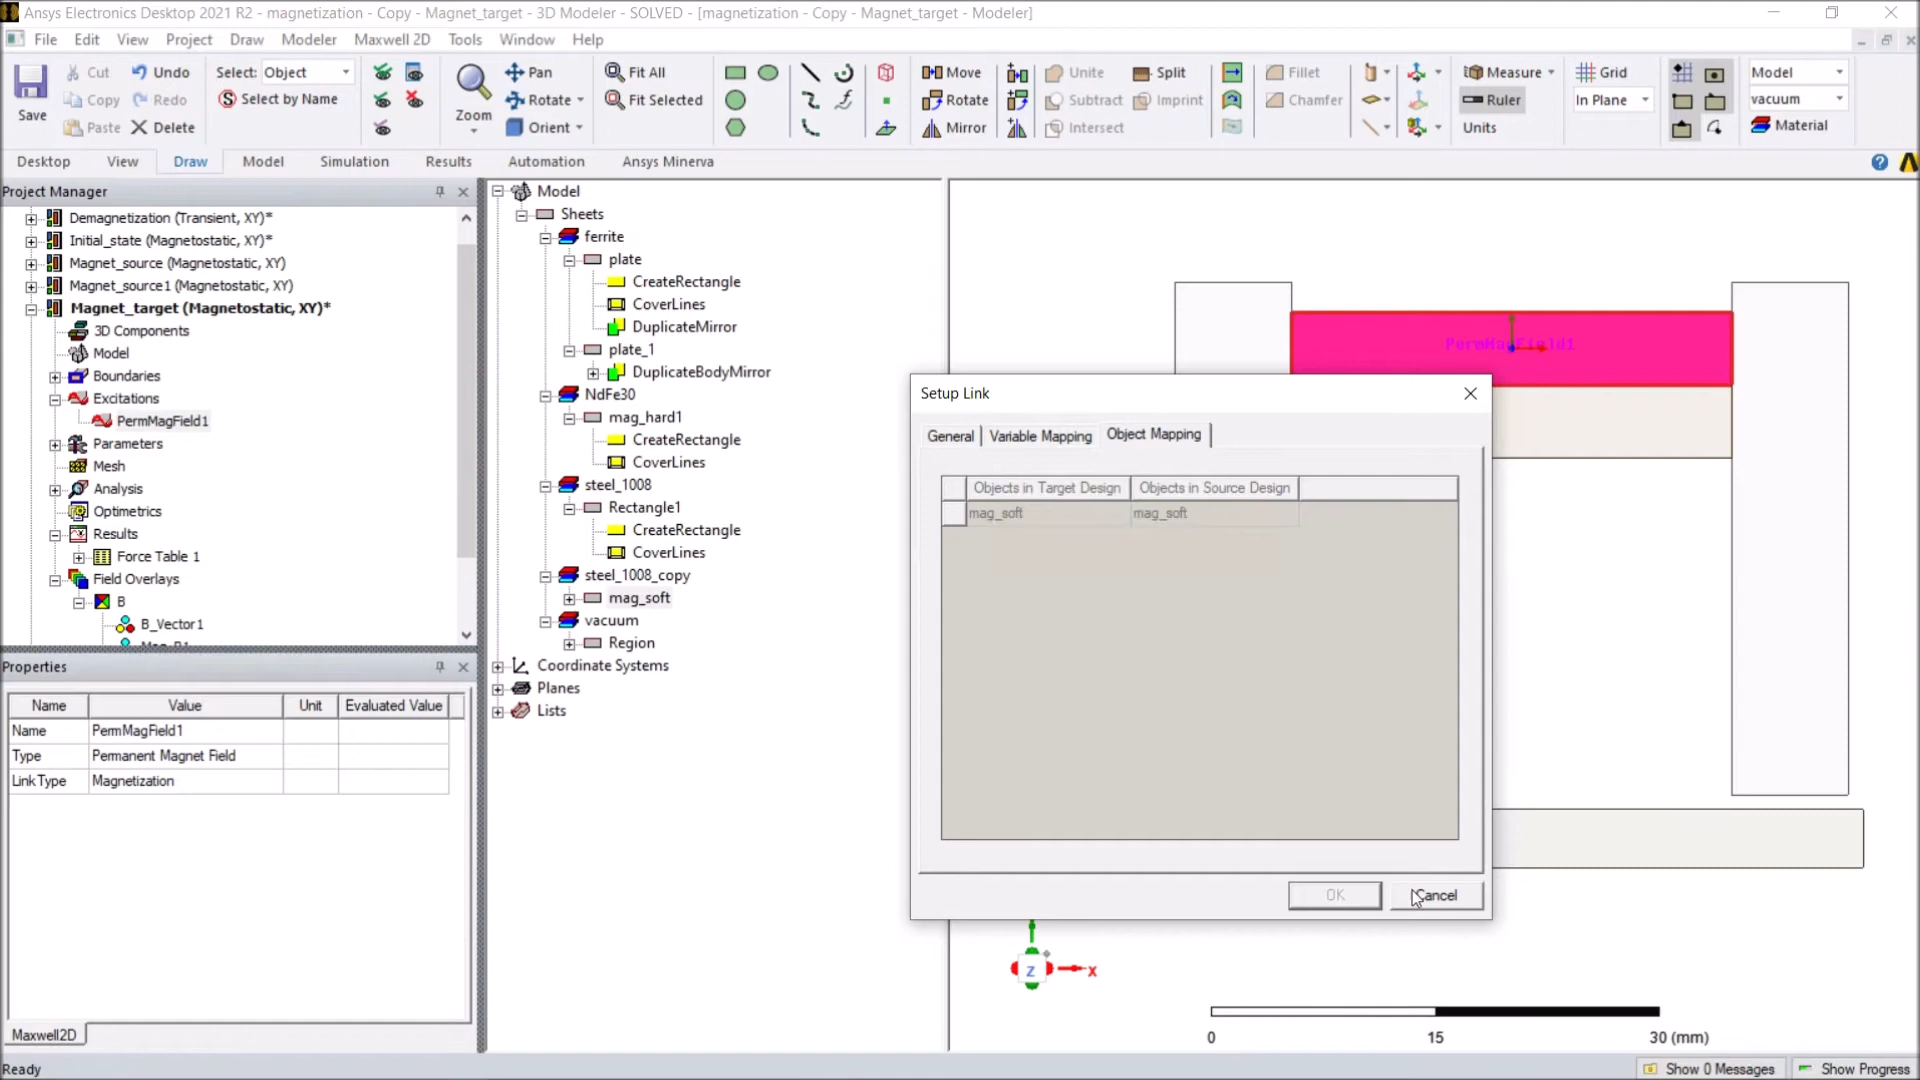 Ansys Electronics Desktop 2021 R2 - magnetization - Copy - Magnet_target - 3D Modeler - SOLVED - [magnetization - Copy - Magnet_target - Modeler]
File Edit View Project Draw Modeler Maxwell 2D Tools Window Help
Save
Cut
Copy
Paste
Undo
Redo
Delete
Select: Object
Select by Name
Zoom
Pan
Rotate
Orient
Fit All
Fit Selected
Move
Rotate
Mirror
Unite
Subtract
Intersect
Split
Imprint
Fillet
Chamfer
Measure
Ruler
Units
Grid
In Plane
Model
vacuum
Material
Desktop View Draw Model Simulation Results Automation Ansys Minerva
Project Manager
Demagnetization (Transient, XY)*
Initial_state (Magnetostatic, XY)*
Magnet_source (Magnetostatic, XY)
Magnet_source1 (Magnetostatic, XY)
Magnet_target (Magnetostatic, XY)*
3D Components
Model
Boundaries
Excitations
PermMagField1
Parameters
Mesh
Analysis
Optimetrics
Results
Force Table 1
Field Overlays
B
B_Vector1
Properties
Name Value Unit Evaluated Value
Name PermMagField1
Type Permanent Magnet Field
LinkType Magnetization
Maxwell2D
Model
Sheets
ferrite
plate
CreateRectangle
CoverLines
DuplicateMirror
plate_1
DuplicateBodyMirror
NdFe30
mag_hard1
CreateRectangle
CoverLines
steel_1008
Rectangle1
CreateRectangle
CoverLines
steel_1008_copy
mag_soft
vacuum
Region
Coordinate Systems
Planes
Lists
PermMagField1
Setup Link
General Variable Mapping Object Mapping
Objects in Target Design Objects in Source Design
mag_soft mag_soft
OK Cancel
Z X
0 15 30 (mm)
Ready
Show 0 Messages Show Progress